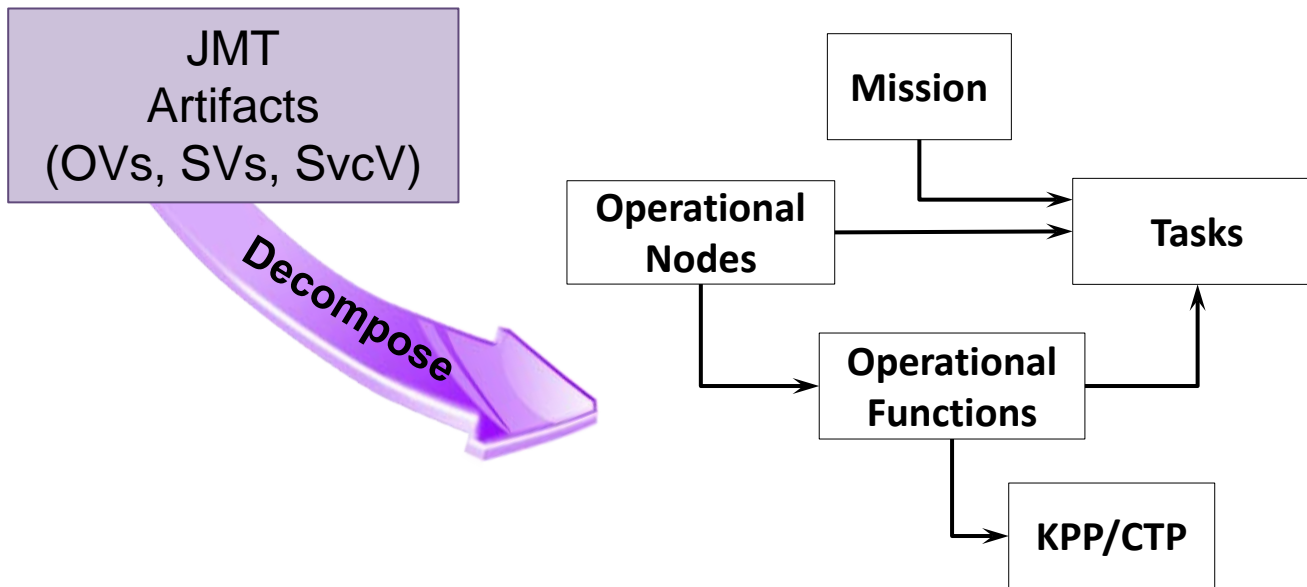 JMT
Artifacts
(OVs, SVs, SvcV)
Decompose
Mission
Operational
Nodes
Tasks
Operational
Functions
KPP/CTP